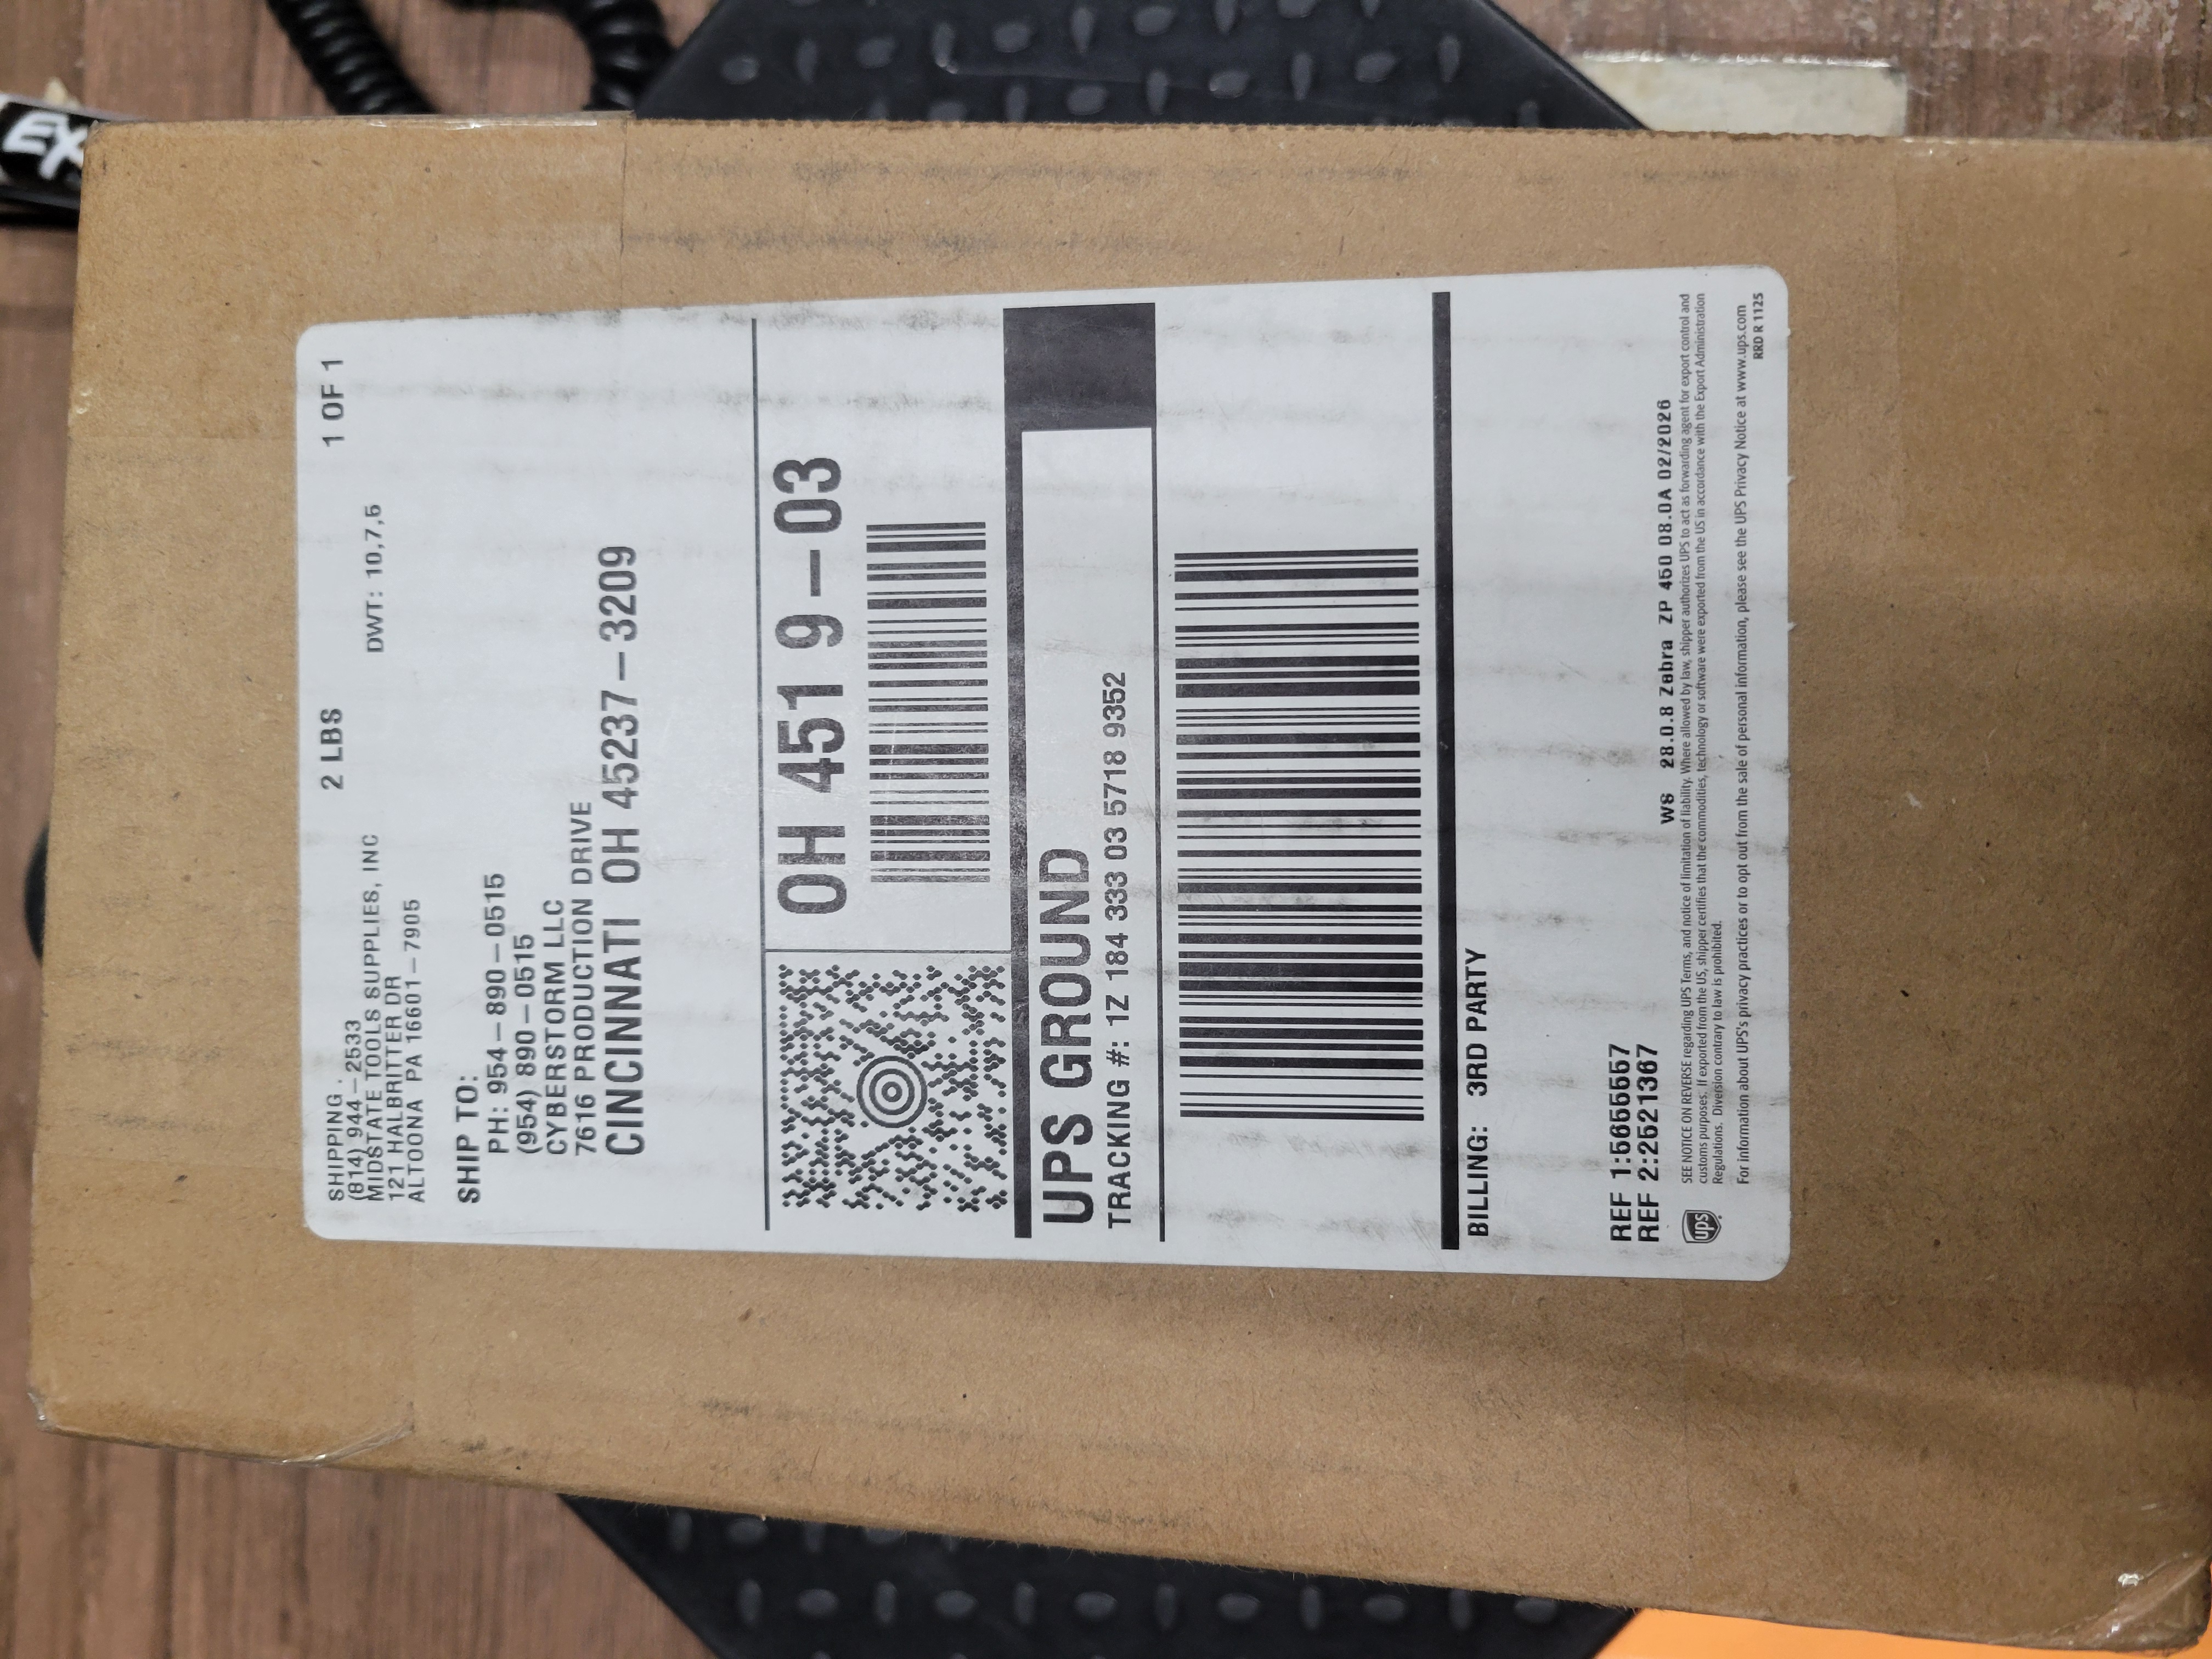 EX
SHIPPING .
(814) 944-2533
MIDSTATE TOOLS SUPPLIES, INC
121 HALBRITTER DR
ALTOONA PA 16601-7905
2 LBS
1 OF 1
DWT: 10,7,5
SHIP TO:
PH: 954-890-0515
(954) 890-0515
CYBERSTORM LLC
7616 PRODUCTION DRIVE
CINCINNATI OH 45237-3209
OH 451 9-03
UPS GROUND
TRACKING #: 1Z 184 333 03 5718 9352
BILLING: 3RD PARTY
REF 1:5655557
REF 2:2521367
WS 28.0.8 Zebra ZP 450 08.0A 02/2026
ups
SEE NOTICE ON REVERSE regarding UPS Terms, and notice of limitation of liability. Where allowed by law, shipper authorizes UPS to act as forwarding agent for export control and
customs purposes. If exported from the US, shipper certifies that the commodities, technology or software were exported from the US in accordance with the Export Administration
Regulations. Diversion contrary to law is prohibited.
For information about UPS's privacy practices or to opt out from the sale of personal information, please see the UPS Privacy Notice at www.ups.com
RRD R 1125